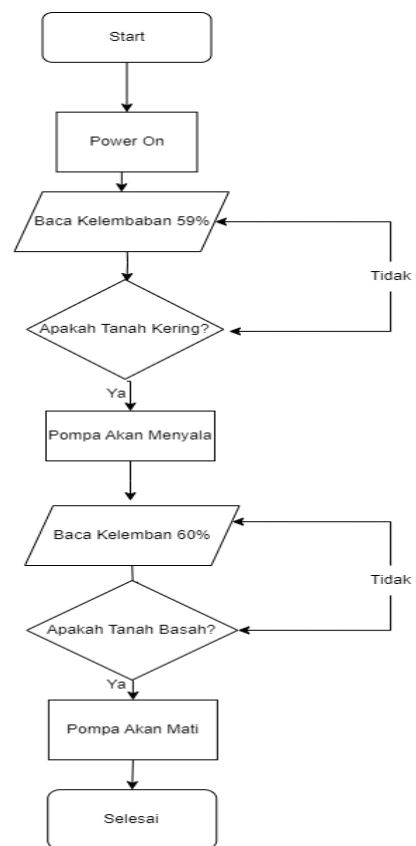 Start
Power On
Baca Kelembaban 59%
Tidak
Apakah Tanah Kering?
Ya
Pompa Akan Menyala
Baca Kelemban 60%
Tidak
Apakah Tanah Basah?
Ya
Pompa Akan Mati
Selesai